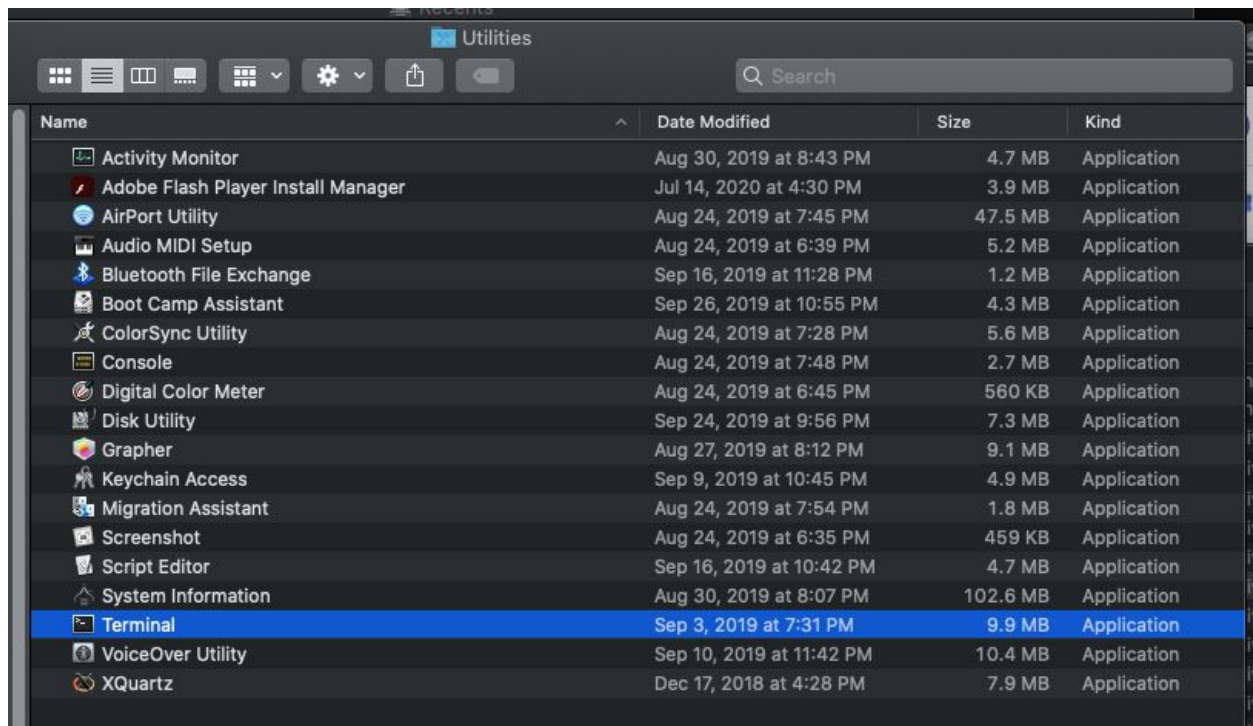 Recents
Utilities
Search
Name Date Modified Size Kind
Activity Monitor Aug 30, 2019 at 8:43 PM 4.7 MB Application
Adobe Flash Player Install Manager Jul 14, 2020 at 4:30 PM 3.9 MB Application
AirPort Utility Aug 24, 2019 at 7:45 PM 47.5 MB Application
Audio MIDI Setup Aug 24, 2019 at 6:39 PM 5.2 MB Application
Bluetooth File Exchange Sep 16, 2019 at 11:28 PM 1.2 MB Application
Boot Camp Assistant Sep 26, 2019 at 10:55 PM 4.3 MB Application
ColorSync Utility Aug 24, 2019 at 7:28 PM 5.6 MB Application
Console Aug 24, 2019 at 7:48 PM 2.7 MB Application
Digital Color Meter Aug 24, 2019 at 6:45 PM 560 KB Application
Disk Utility Sep 24, 2019 at 9:56 PM 7.3 MB Application
Grapher Aug 27, 2019 at 8:12 PM 9.1 MB Application
Keychain Access Sep 9, 2019 at 10:45 PM 4.9 MB Application
Migration Assistant Aug 24, 2019 at 7:54 PM 1.8 MB Application
Screenshot Aug 24, 2019 at 6:35 PM 459 KB Application
Script Editor Sep 16, 2019 at 10:42 PM 4.7 MB Application
System Information Aug 30, 2019 at 8:07 PM 102.6 MB Application
Terminal Sep 3, 2019 at 7:31 PM 9.9 MB Application
VoiceOver Utility Sep 10, 2019 at 11:42 PM 10.4 MB Application
XQuartz Dec 17, 2018 at 4:28 PM 7.9 MB Application